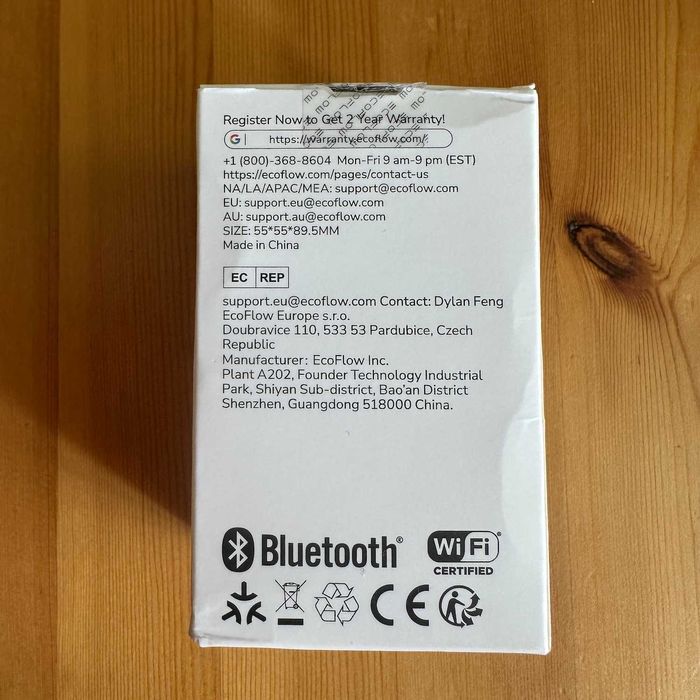 Register Now to Get 2 Year Warranty!
G https://warranty.ecoflow.com/
+1 (800)-368-8604 Mon-Fri 9 am-9 pm (EST)
https://ecoflow.com/pages/contact-us
NA/LA/APAC/MEA: support@ecoflow.com
EU: support.eu@ecoflow.com
AU: support.au@ecoflow.com
SIZE: 55*55*89.5MM
Made in China
EC REP
support.eu@ecoflow.com Contact: Dylan Feng
EcoFlow Europe s.r.o.
Doubravice 110, 533 53 Pardubice, Czech
Republic
Manufacturer: EcoFlow Inc.
Plant A202, Founder Technology Industrial
Park, Shiyan Sub-district, Bao'an District
Shenzhen, Guangdong 518000 China.
Bluetooth®
Wi Fi®
CERTIFIED
CE